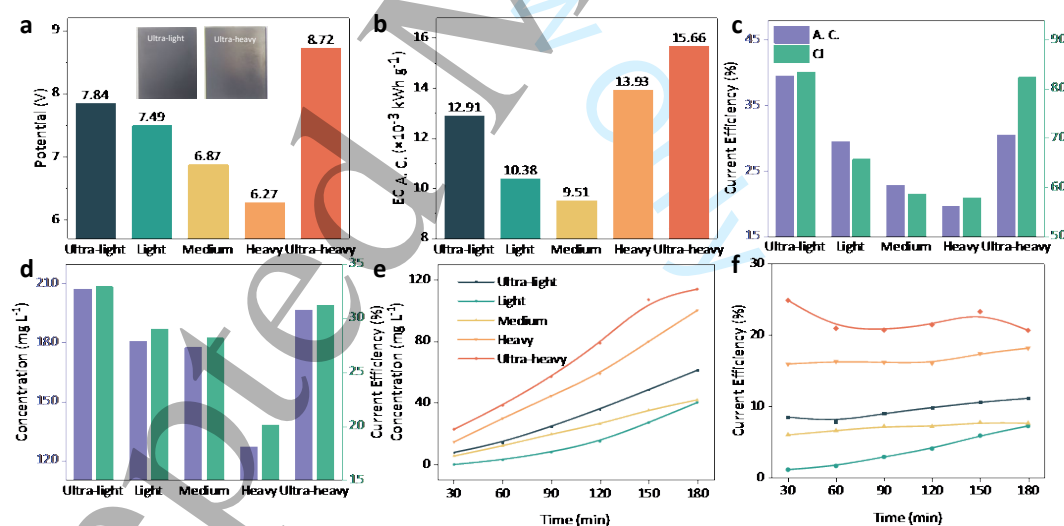 a
Ultra-light
Ultra-heavy
9
8
7
6
Potential (V)
7.84
7.49
6.87
6.27
8.72
Ultra-light Light Medium Heavy Ultra-heavy
b
16
14
12
10
8
EC A. C. (×10⁻³ kWh g⁻¹)
12.91
10.38
9.51
13.93
15.66
Ultra-light Light Medium Heavy Ultra-heavy
c
A. C.
Cl
45
35
25
15
Current Efficiency (%)
90
80
70
60
50
Ultra-light Light Medium Heavy Ultra-heavy
d
210
180
150
120
Concentration (mg L⁻¹)
35
30
25
20
15
Current Efficiency (%)
Ultra-light Light Medium Heavy Ultra-heavy
e
Ultra-light
Light
Medium
Heavy
Ultra-heavy
120
80
40
0
Concentration (mg L⁻¹)
30 60 90 120 150 180
Time (min)
f
30
20
10
0
Current Efficiency (%)
30 60 90 120 150 180
Time (min)